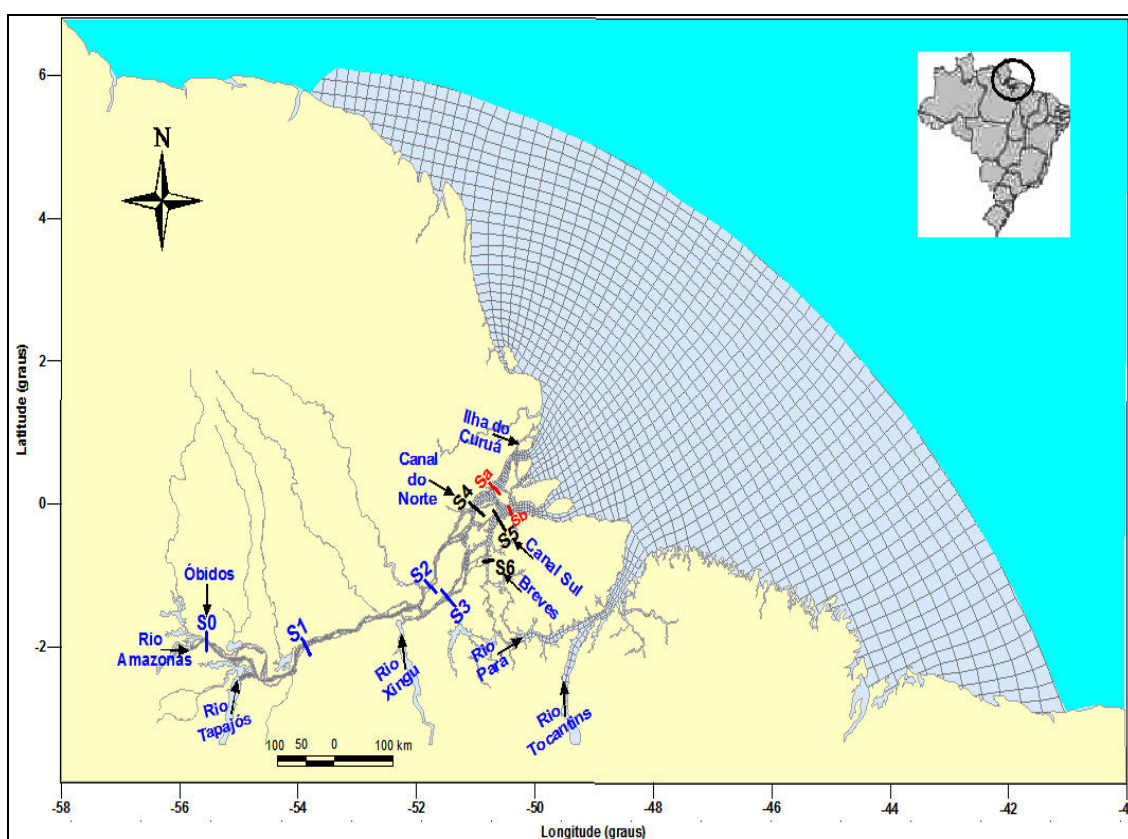 N
Latitude (graus)
6
4
2
0
-2
Ilha do
Curuá
Canal
do
Norte
Sa
S4
Sb
S5
Canal Sul
S6
Breves
S2
S3
Óbidos
S0
S1
Rio
Amazonas
Rio
Tapajós
Rio
Xingu
Rio
Para
Rio
Tocantins
100 50 0 100 km
-58 -56 -54 -52 -50 -48 -46 -44 -42
Longitude (graus)